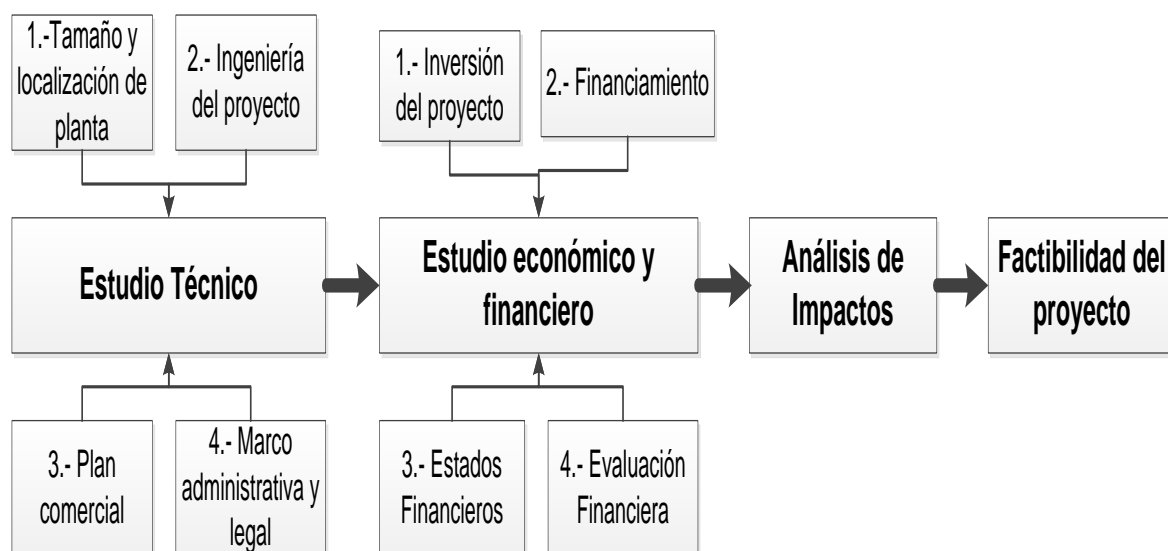 1.-Tamaño y
localización de
planta
2.- Ingeniería
del proyecto
1.- Inversión
del proyecto
2.- Financiamiento
Estudio Técnico
Estudio económico y
financiero
Análisis de
Impactos
Factibilidad del
proyecto
3.- Plan
comercial
4.- Marco
administrativa y
legal
3.- Estados
Financieros
4.- Evaluación
Financiera